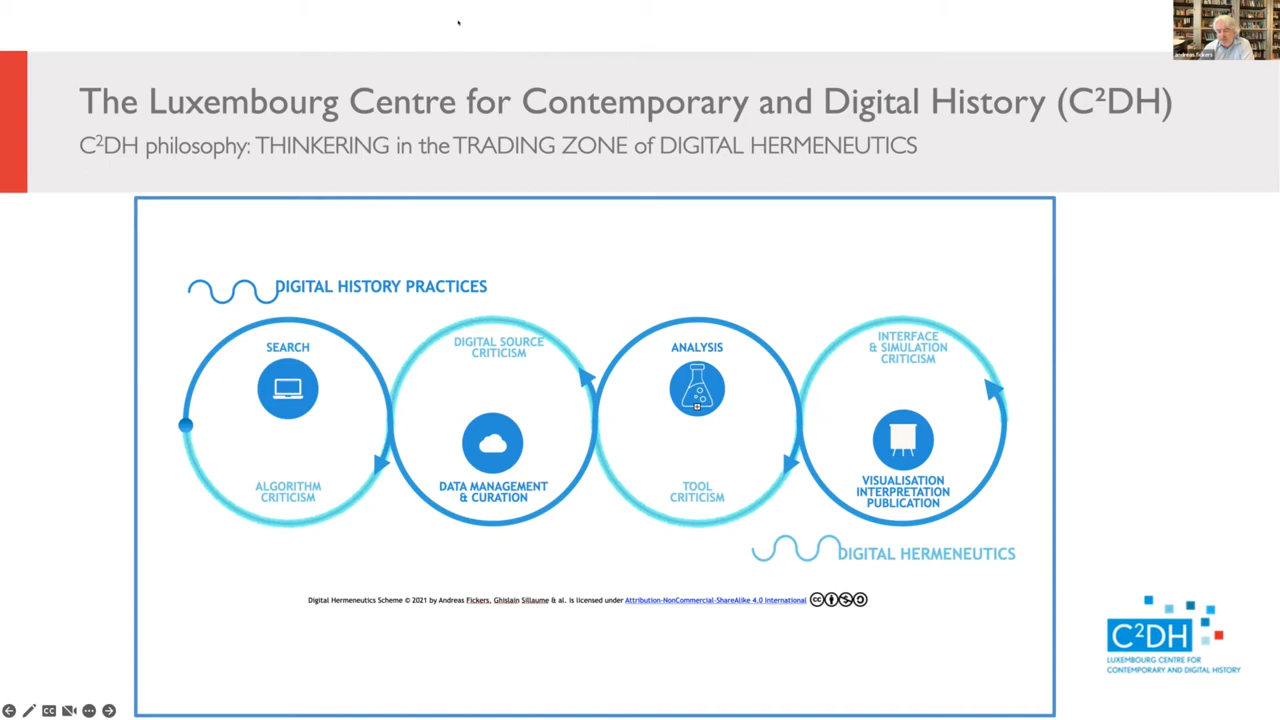 andreas.fickers
The Luxembourg Centre for Contemporary and Digital History (C²DH)
C²DH philosophy: THINKERING in the TRADING ZONE of DIGITAL HERMENEUTICS
DIGITAL HISTORY PRACTICES
SEARCH
ALGORITHM
CRITICISM
DIGITAL SOURCE
CRITICISM
DATA MANAGEMENT
& CURATION
ANALYSIS
TOOL
CRITICISM
INTERFACE
& SIMULATION
CRITICISM
VISUALISATION
INTERPRETATION
PUBLICATION
DIGITAL HERMENEUTICS
Digital Hermeneutics Scheme © 2021 by Andreas Fickers, Ghislain Sillaume & al. is licensed under Attribution-NonCommercial-ShareAlike 4.0 International
C²DH
LUXEMBOURG CENTRE FOR
CONTEMPORARY AND DIGITAL HISTORY
CC